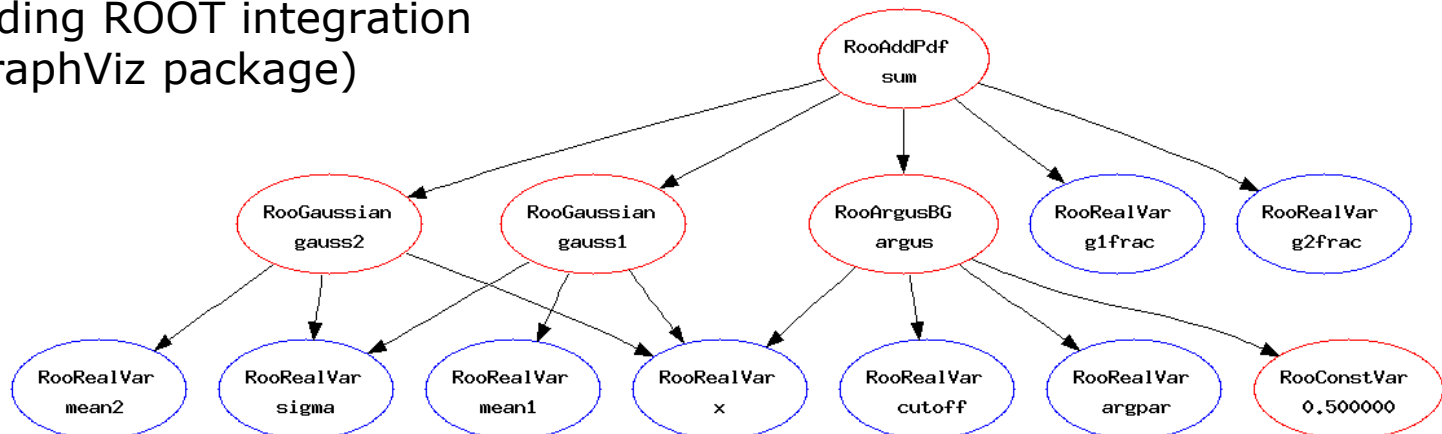 ding ROOT integration
raphViz package)
RooAddPdf
sum
RooGaussian
gauss2
RooGaussian
gauss1
RooArgusBG
argus
RooRealVar
g1frac
RooRealVar
g2frac
RooRealVar
mean2
RooRealVar
sigma
RooRealVar
mean1
RooRealVar
x
RooRealVar
cutoff
RooRealVar
argpar
RooConstVar
0.500000